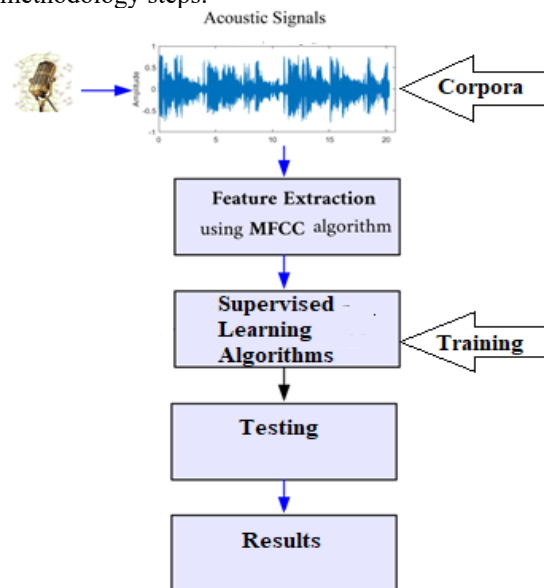 methodology steps.
Acoustic Signals
Amplitude
1
0.5
0
-0.5
-1
0
5
10
15
20
Corpora
Feature Extraction
using MFCC algorithm
Supervised
Learning
Algorithms
Training
Testing
Results